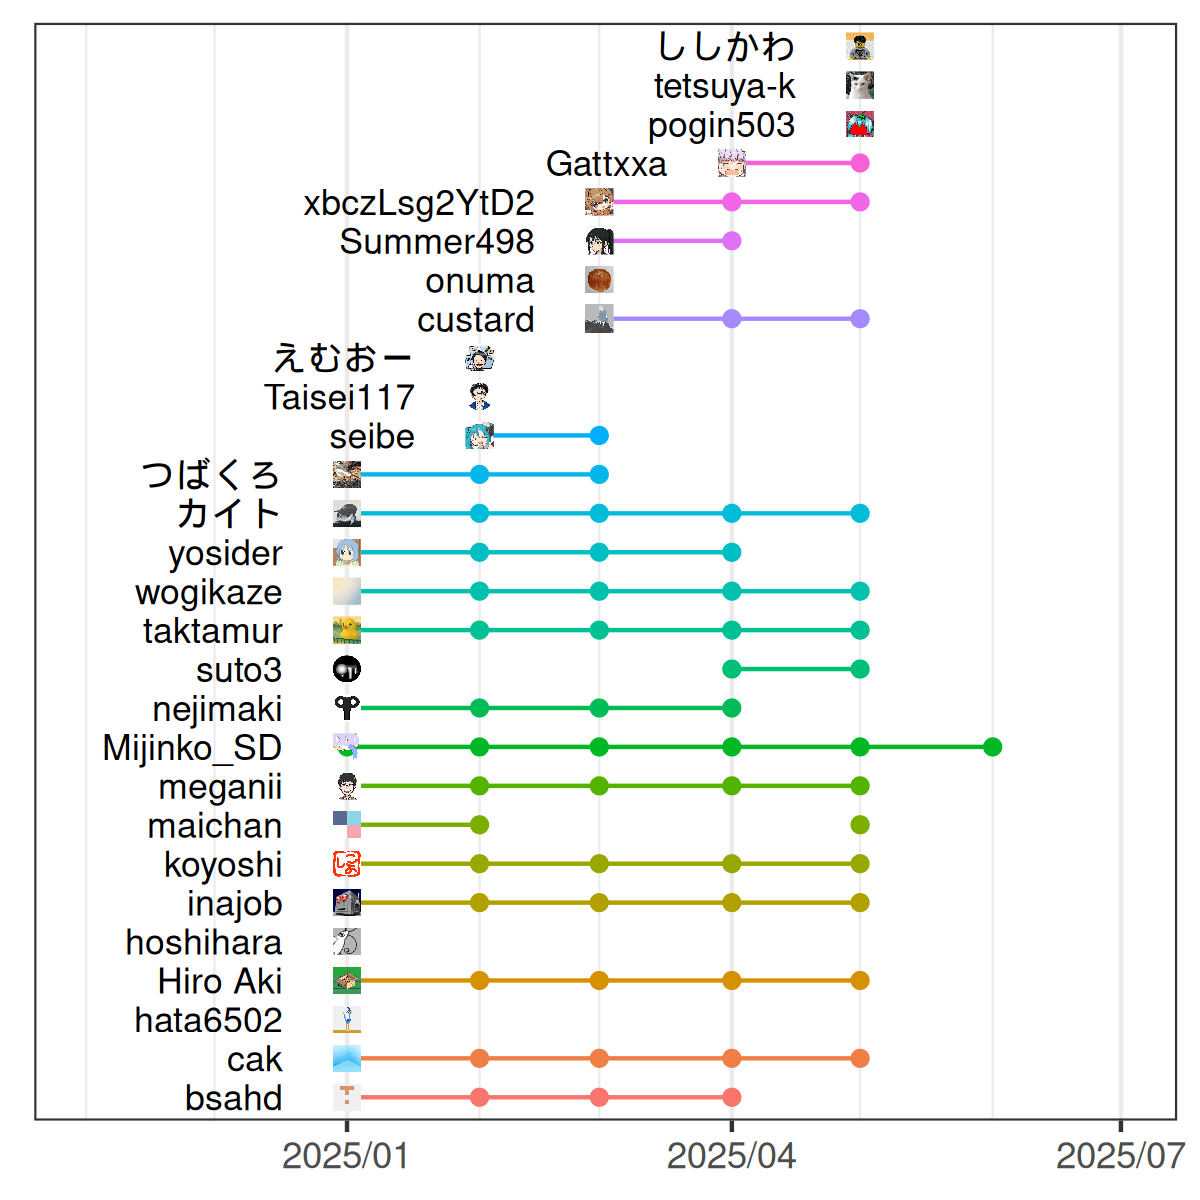 ししかわ
tetsuya-k
pogin503
Gattxxa
xbczLsg2YtD2
Summer498
onuma
custard
えむおー
Taisei117
seibe
つばくろ
カイト
yosider
wogikaze
taktamur
suto3
nejimaki
Mijinko_SD
meganii
maichan
koyoshi
inajob
hoshihara
Hiro Aki
hata6502
cak
bsahd
2025/01 2025/04 2025/07